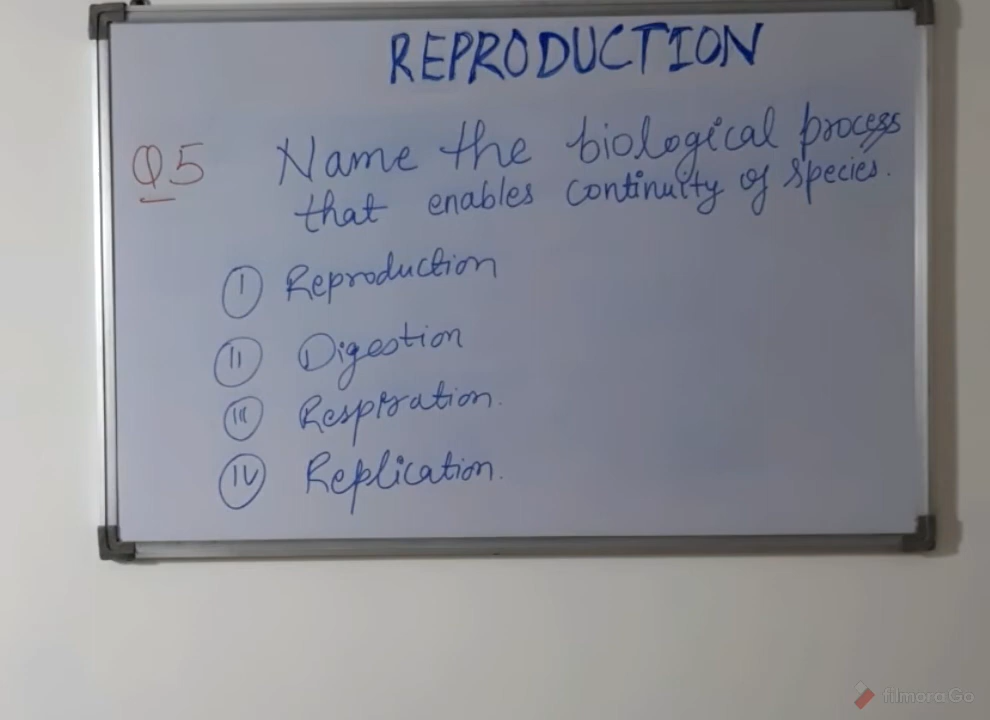 REPRODUCTION
Q5 Name the biological process
that enables continuity of species.
I Reproduction
II Digestion
III Respiration.
IV Replication.
filmoraGo